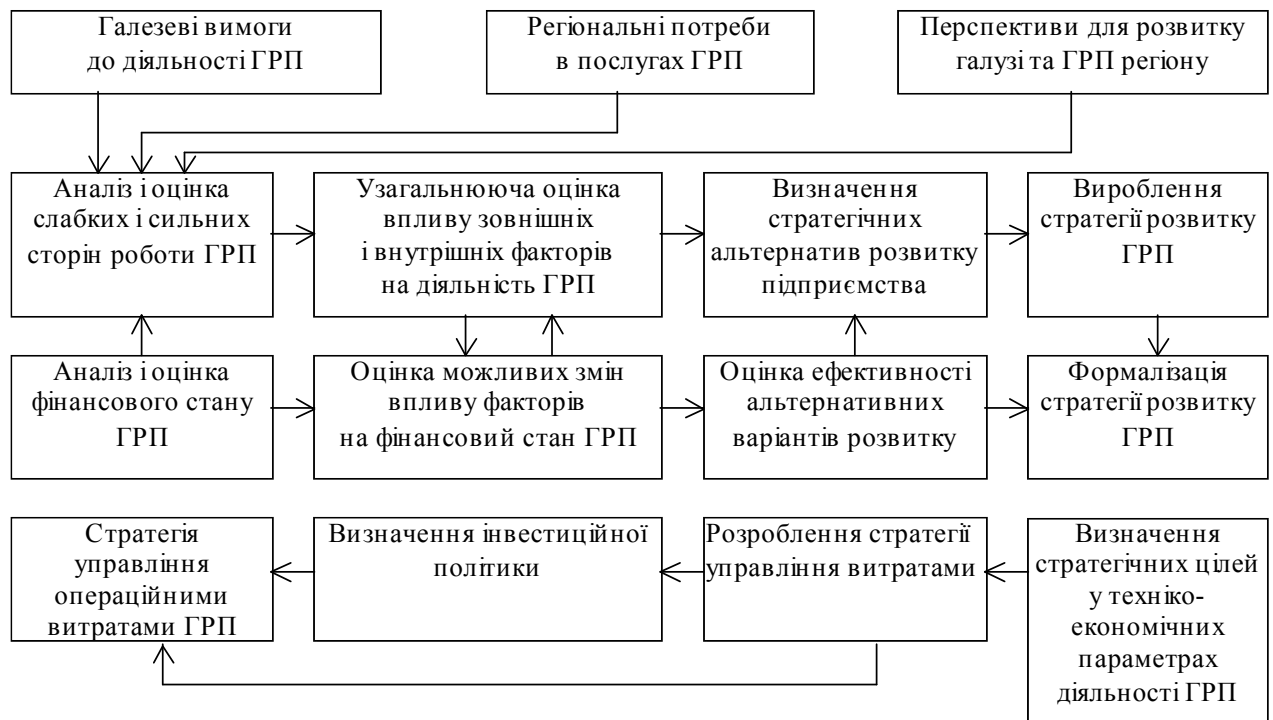 Галезеві вимоги
до діяльності ГРП
Регіональні потреби
в послугах ГРП
Перспективи для розвитку
галузі та ГРП регіону
Аналіз і оцінка
слабких і сильних
сторін роботи ГРП
Узагальнююча оцінка
впливу зовнішніх
і внутрішніх факторів
на діяльність ГРП
Визначення
стратегічних
альтернатив розвитку
підприємства
Вироблення
стратегії розвитку
ГРП
Аналіз і оцінка
фінансового стану
ГРП
Оцінка можливих змін
впливу факторів
на фінансовий стан ГРП
Оцінка ефективності
альтернативних
варіантів розвитку
Формалізація
стратегії розвитку
ГРП
Стратегія
управління
операційними
витратами ГРП
Визначення інвестиційної
політики
Розроблення стратегії
управління витратами
Визначення
стратегічних цілей
у техніко-
економічних
параметрах
діяльності ГРП